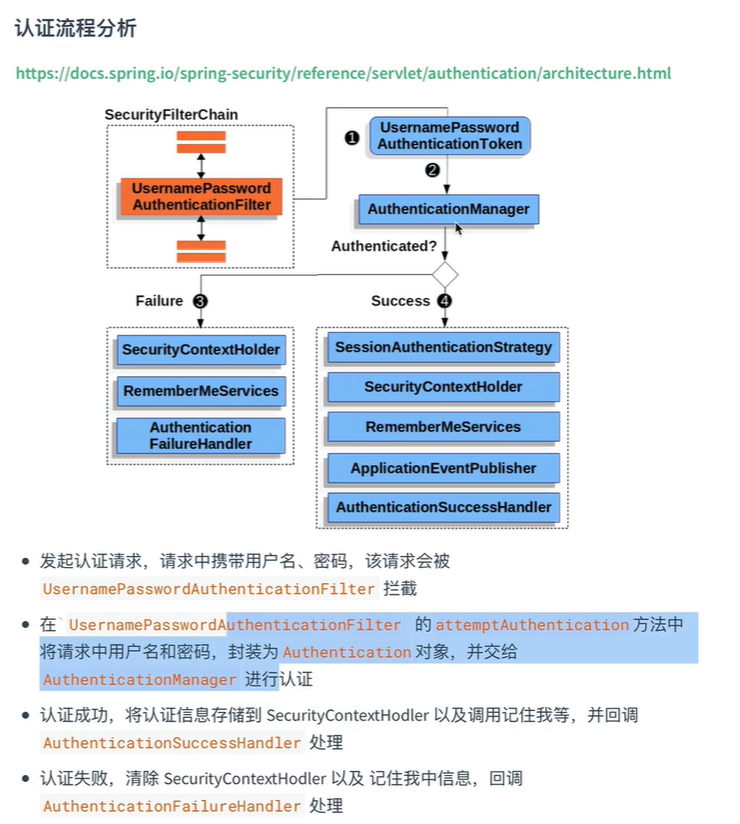 认证流程分析
https://docs.spring.io/spring-security/reference/servlet/authentication/architecture.html
SecurityFilterChain
UsernamePassword
AuthenticationFilter
1
UsernamePassword
AuthenticationToken
2
AuthenticationManager
Authenticated?
Failure 3
Success 4
SecurityContextHolder
RememberMeServices
Authentication
FailureHandler
SessionAuthenticationStrategy
SecurityContextHolder
RememberMeServices
ApplicationEventPublisher
AuthenticationSuccessHandler
发起认证请求，请求中携带用户名、密码，该请求会被
UsernamePasswordAuthenticationFilter 拦截
在` UsernamePasswordAuthenticationFilter `的 attemptAuthentication 方法中
将请求中用户名和密码，封装为 Authentication 对象，并交给
AuthenticationManager 进行认证
认证成功，将认证信息存储到 SecurityContextHodler 以及调用记住我等，并回调
AuthenticationSuccessHandler 处理
认证失败，清除 SecurityContextHodler 以及 记住我中信息，回调
AuthenticationFailureHandler 处理